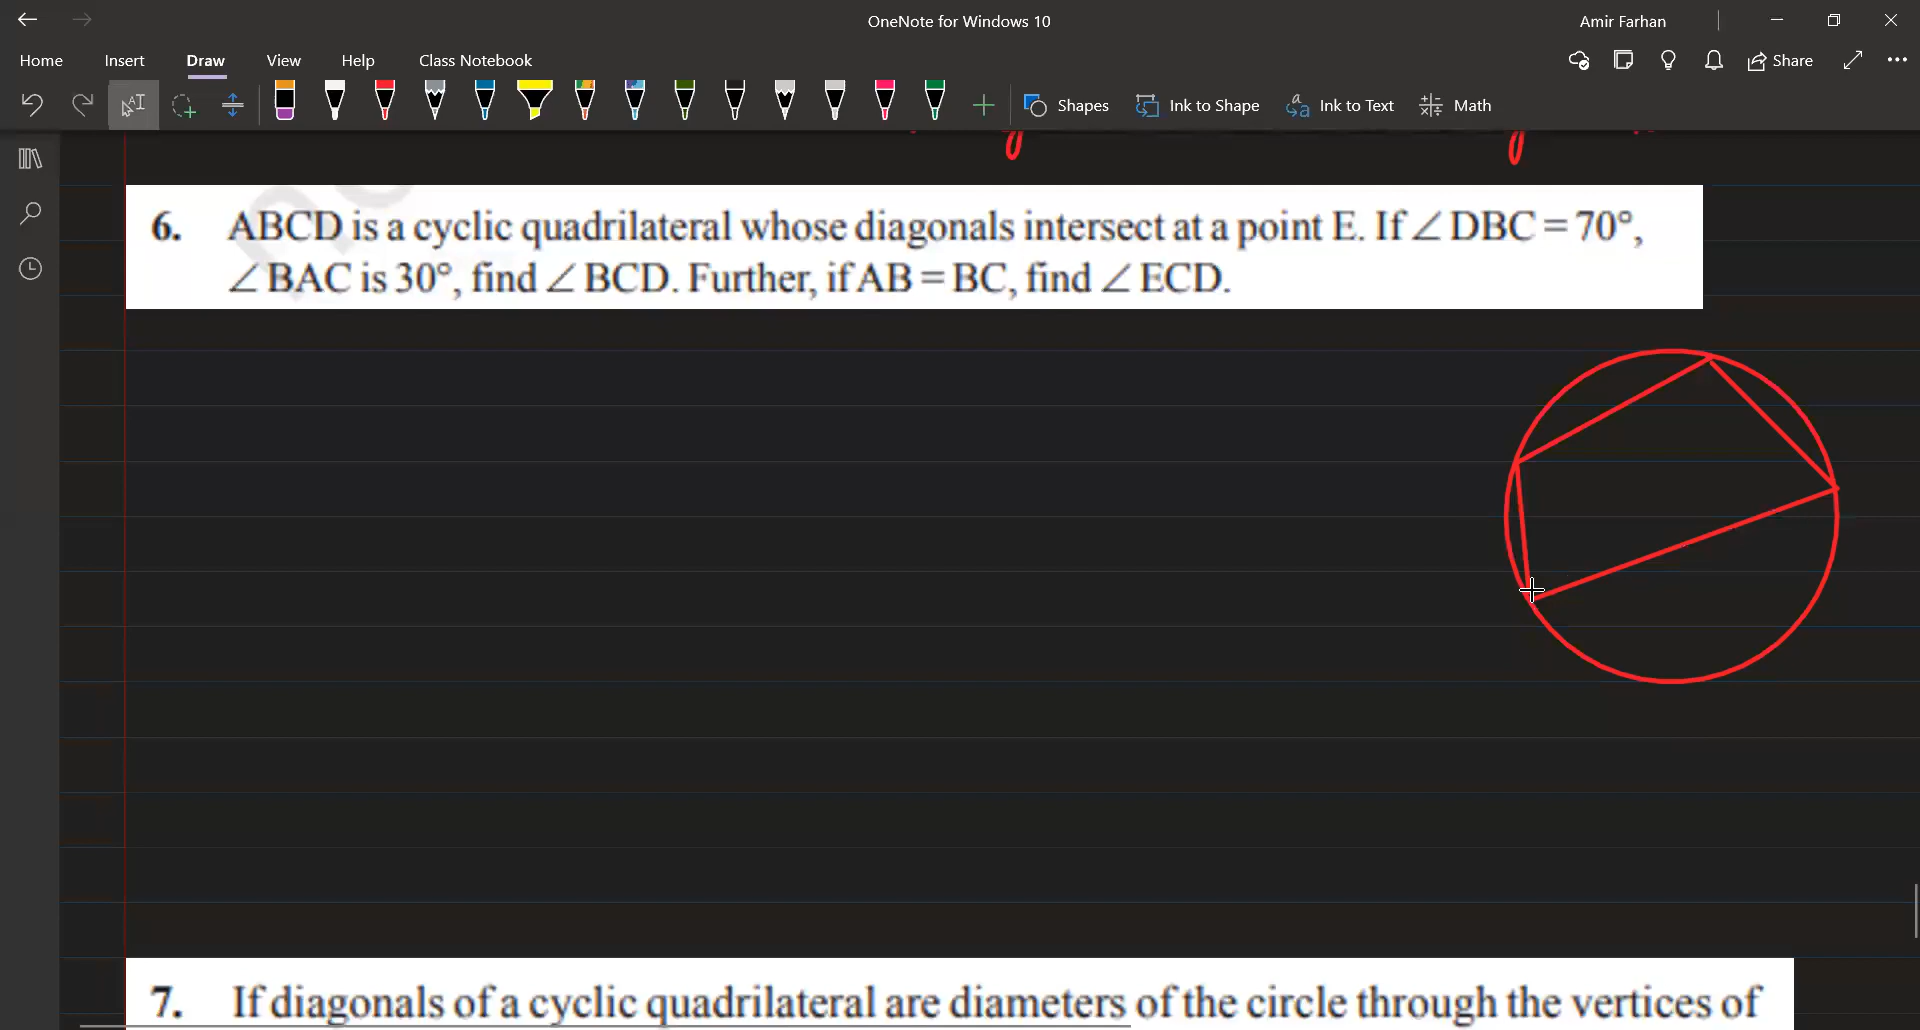 OneNote for Windows 10
Amir Farhan
Home Insert Draw View Help Class Notebook
Share
Shapes Ink to Shape Ink to Text Math
6. ABCD is a cyclic quadrilateral whose diagonals intersect at a point E. If ∠DBC = 70°,
∠BAC is 30°, find ∠BCD. Further, if AB = BC, find ∠ECD.
7. If diagonals of a cyclic quadrilateral are diameters of the circle through the vertices of